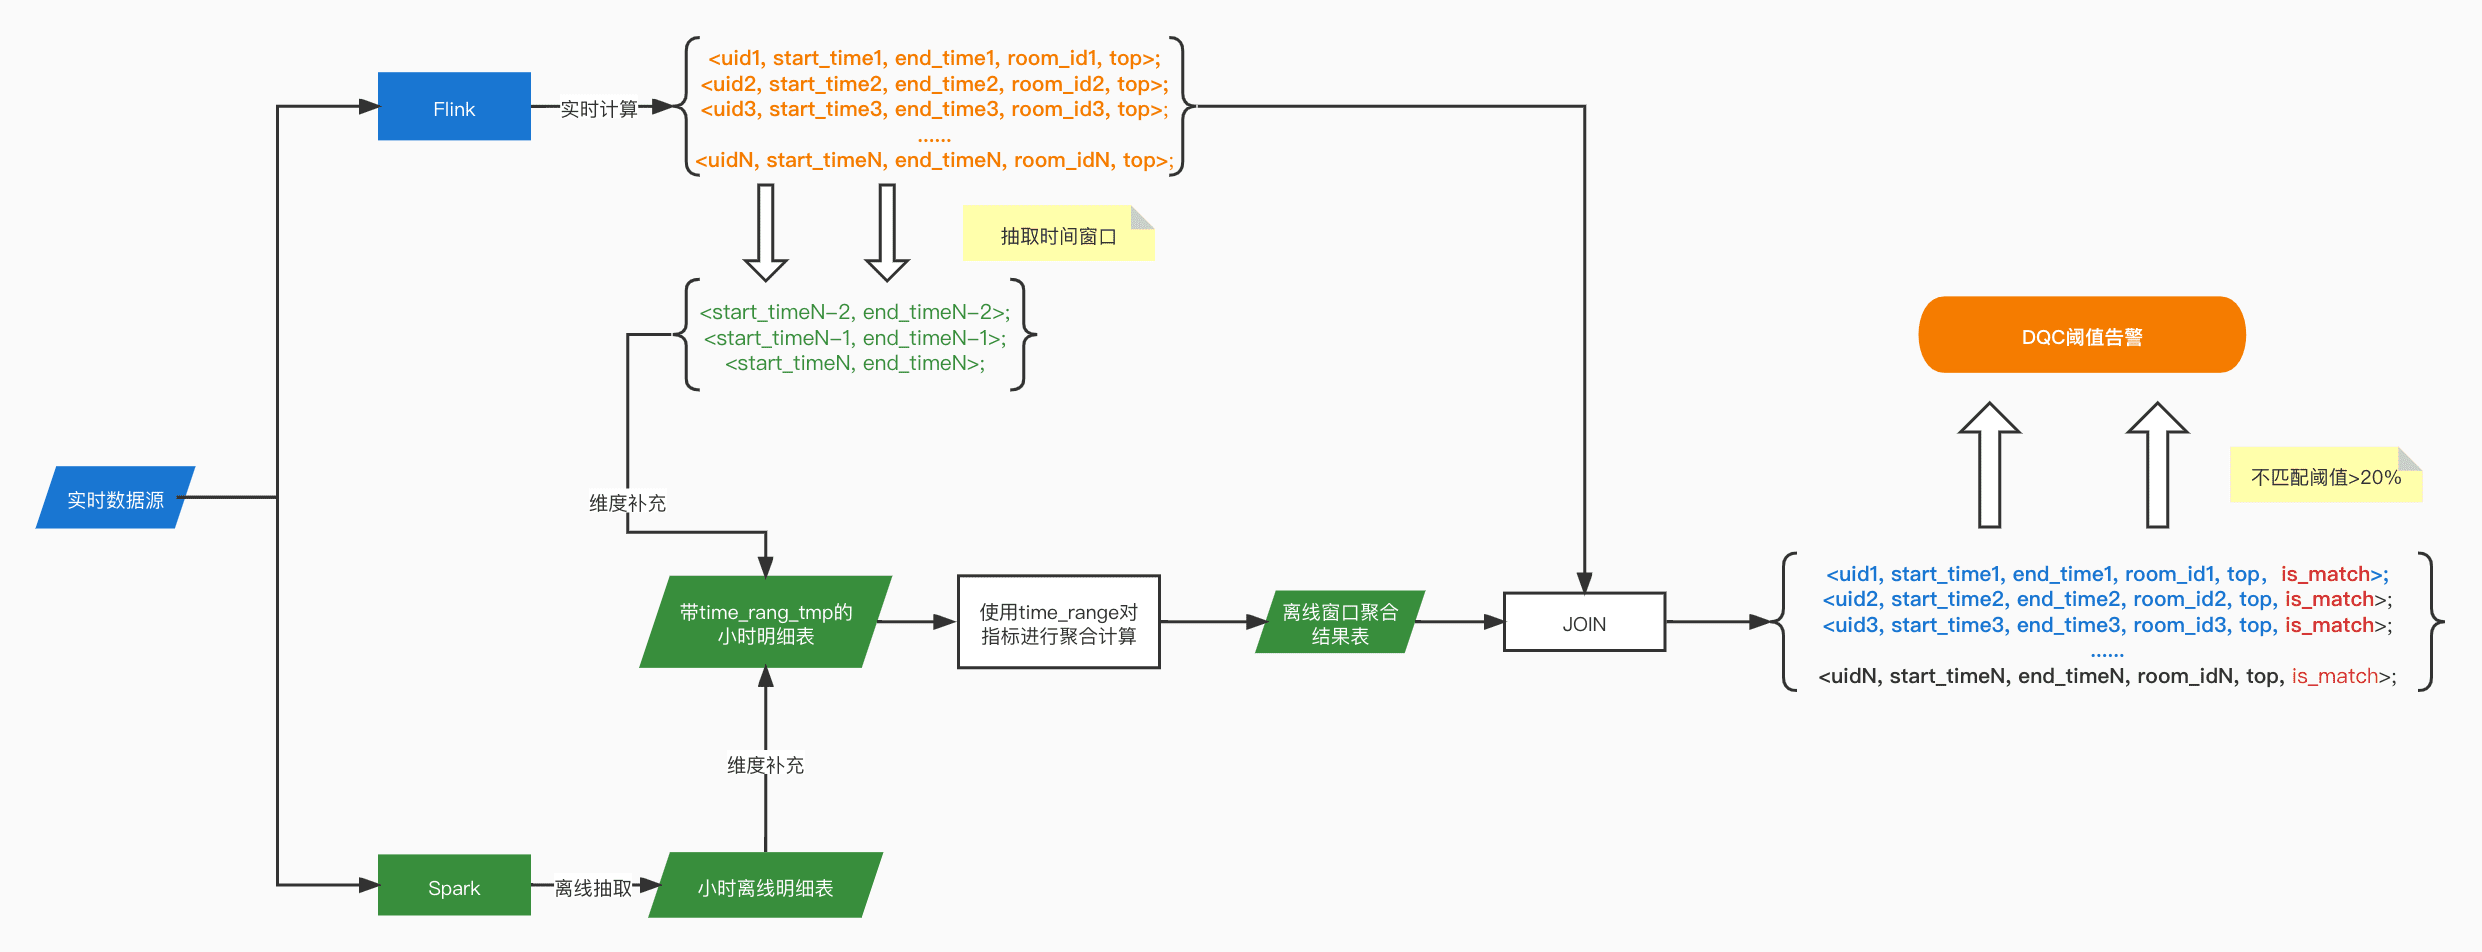 <uid1, start_time1, end_time1, room_id1, top>;
<uid2, start_time2, end_time2, room_id2, top>;
<uid3, start_time3, end_time3, room_id3, top>;
......
<uidN, start_timeN, end_timeN, room_idN, top>;
Flink
实时计算
抽取时间窗口
<start_timeN-2, end_timeN-2>;
<start_timeN-1, end_timeN-1>;
<start_timeN, end_timeN>;
DQC阈值告警
不匹配阈值>20%
实时数据源
维度补充
带time_rang_tmp的
小时明细表
使用time_range对
指标进行聚合计算
离线窗口聚合
结果表
JOIN
<uid1, start_time1, end_time1, room_id1, top,  is_match>;
<uid2, start_time2, end_time2, room_id2, top, is_match>;
<uid3, start_time3, end_time3, room_id3, top, is_match>;
......
<uidN, start_timeN, end_timeN, room_idN, top, is_match>;
维度补充
Spark
离线抽取
小时离线明细表